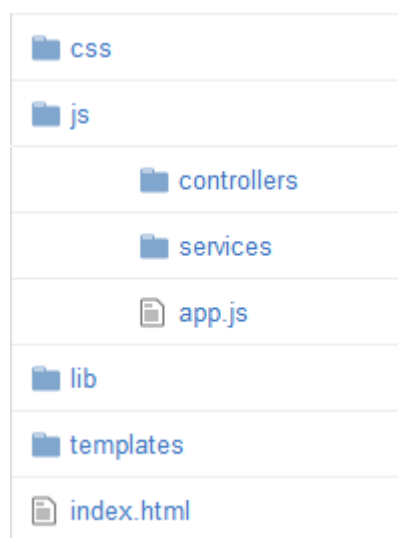 css
js
controllers
services
app.js
lib
templates
index.html